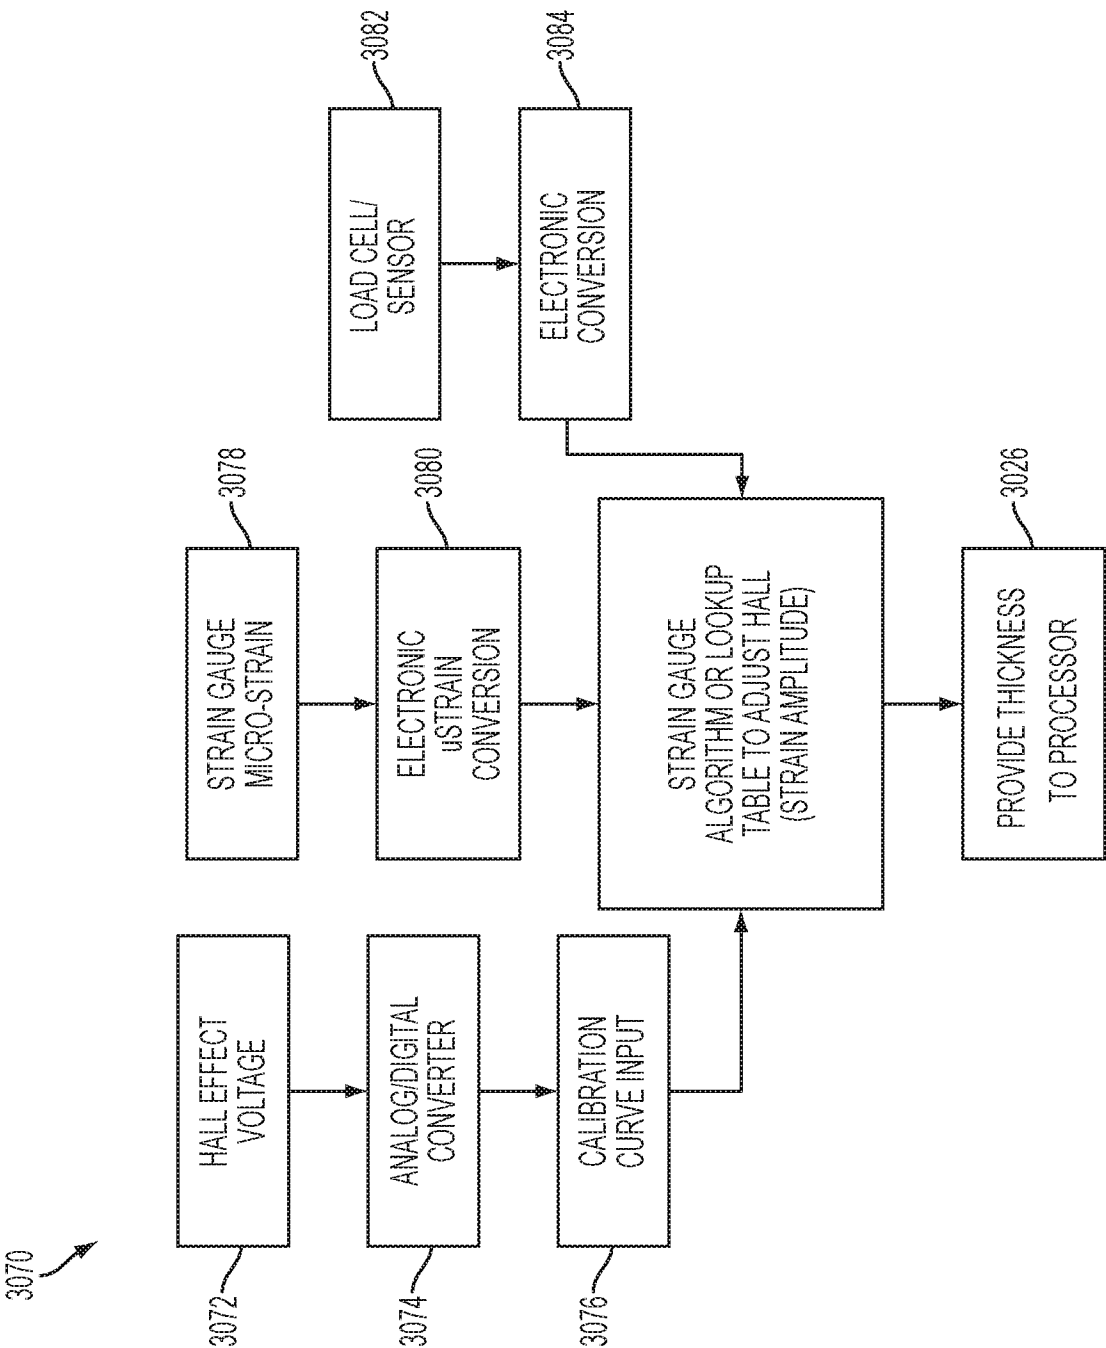 3070
3072
HALL EFFECT
VOLTAGE
3074
ANALOG/DIGITAL
CONVERTER
3076
CALIBRATION
CURVE INPUT
3078
STRAIN GAUGE
MICRO-STRAIN
3080
ELECTRONIC
uSTRAIN
CONVERSION
3082
LOAD CELL/
SENSOR
3084
ELECTRONIC
CONVERSION
STRAIN GAUGE
ALGORITHM OR LOOKUP
TABLE TO ADJUST HALL
(STRAIN AMPLITUDE)
3026
PROVIDE THICKNESS
TO PROCESSOR